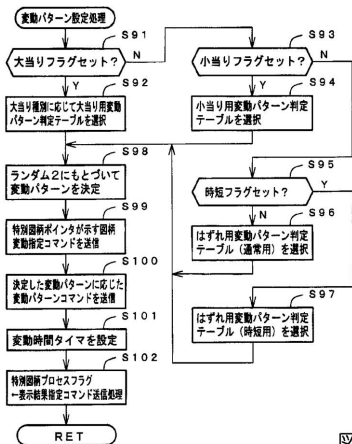 変動パターン設定処理
S91
大当りフラグセット?
N
Y
S92
大当り種別に応じて大当り用変動
パターン判定テーブルを選択
S93
小当りフラグセット?
N
Y
S94
小当り用変動パターン判定
テーブルを選択
S95
時短フラグセット?
Y
N
S96
はずれ用変動パターン判定
テーブル(通常用)を選択
S97
はずれ用変動パターン判定
テーブル(時短用)を選択
S98
ランダム2にもとづいて
変動パターンを決定
S99
特別図柄ポインタが示す図柄
変動指定コマンドを送信
S100
決定した変動パターンに応じた
変動パターンコマンドを送信
S101
変動時間タイマを設定
S102
特別図柄プロセスフラグ
←表示結果指定コマンド送信処理
RET